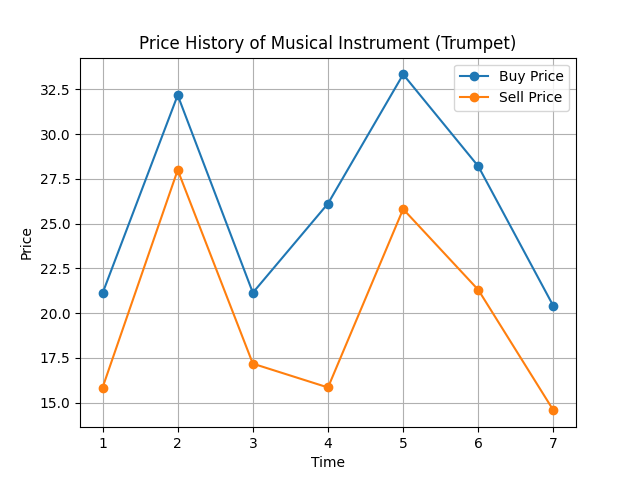 Price History of Musical Instrument (Trumpet)
Buy Price
Sell Price
32.5
30.0
27.5
25.0
22.5
20.0
17.5
15.0
Price
1 2 3 4 5 6 7
Time